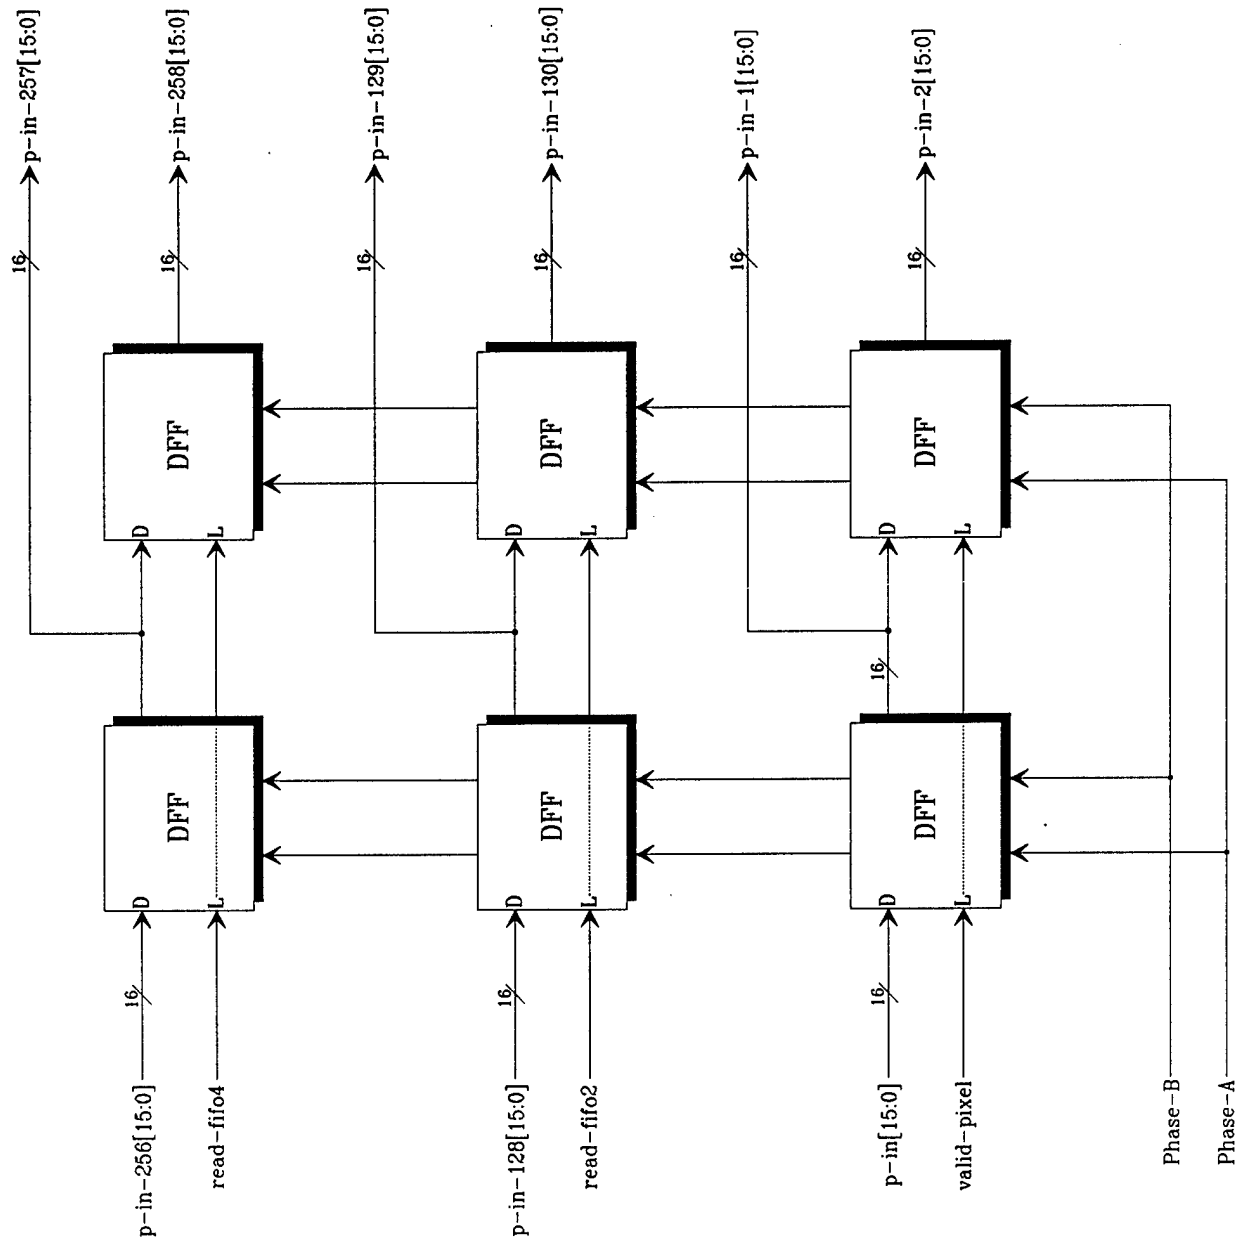 p-in-257[15:0]
p-in-258[15:0]
p-in-129[15:0]
p-in-130[15:0]
p-in-1[15:0]
p-in-2[15:0]
16
16
16
16
16
16
DFF
DFF
DFF
D
L
D
L
D
L
16
DFF
DFF
DFF
D
L
D
L
D
L
16
16
16
p-in-256[15:0]
read-fifo4
p-in-128[15:0]
read-fifo2
p-in[15:0]
valid-pixel
Phase-B
Phase-A